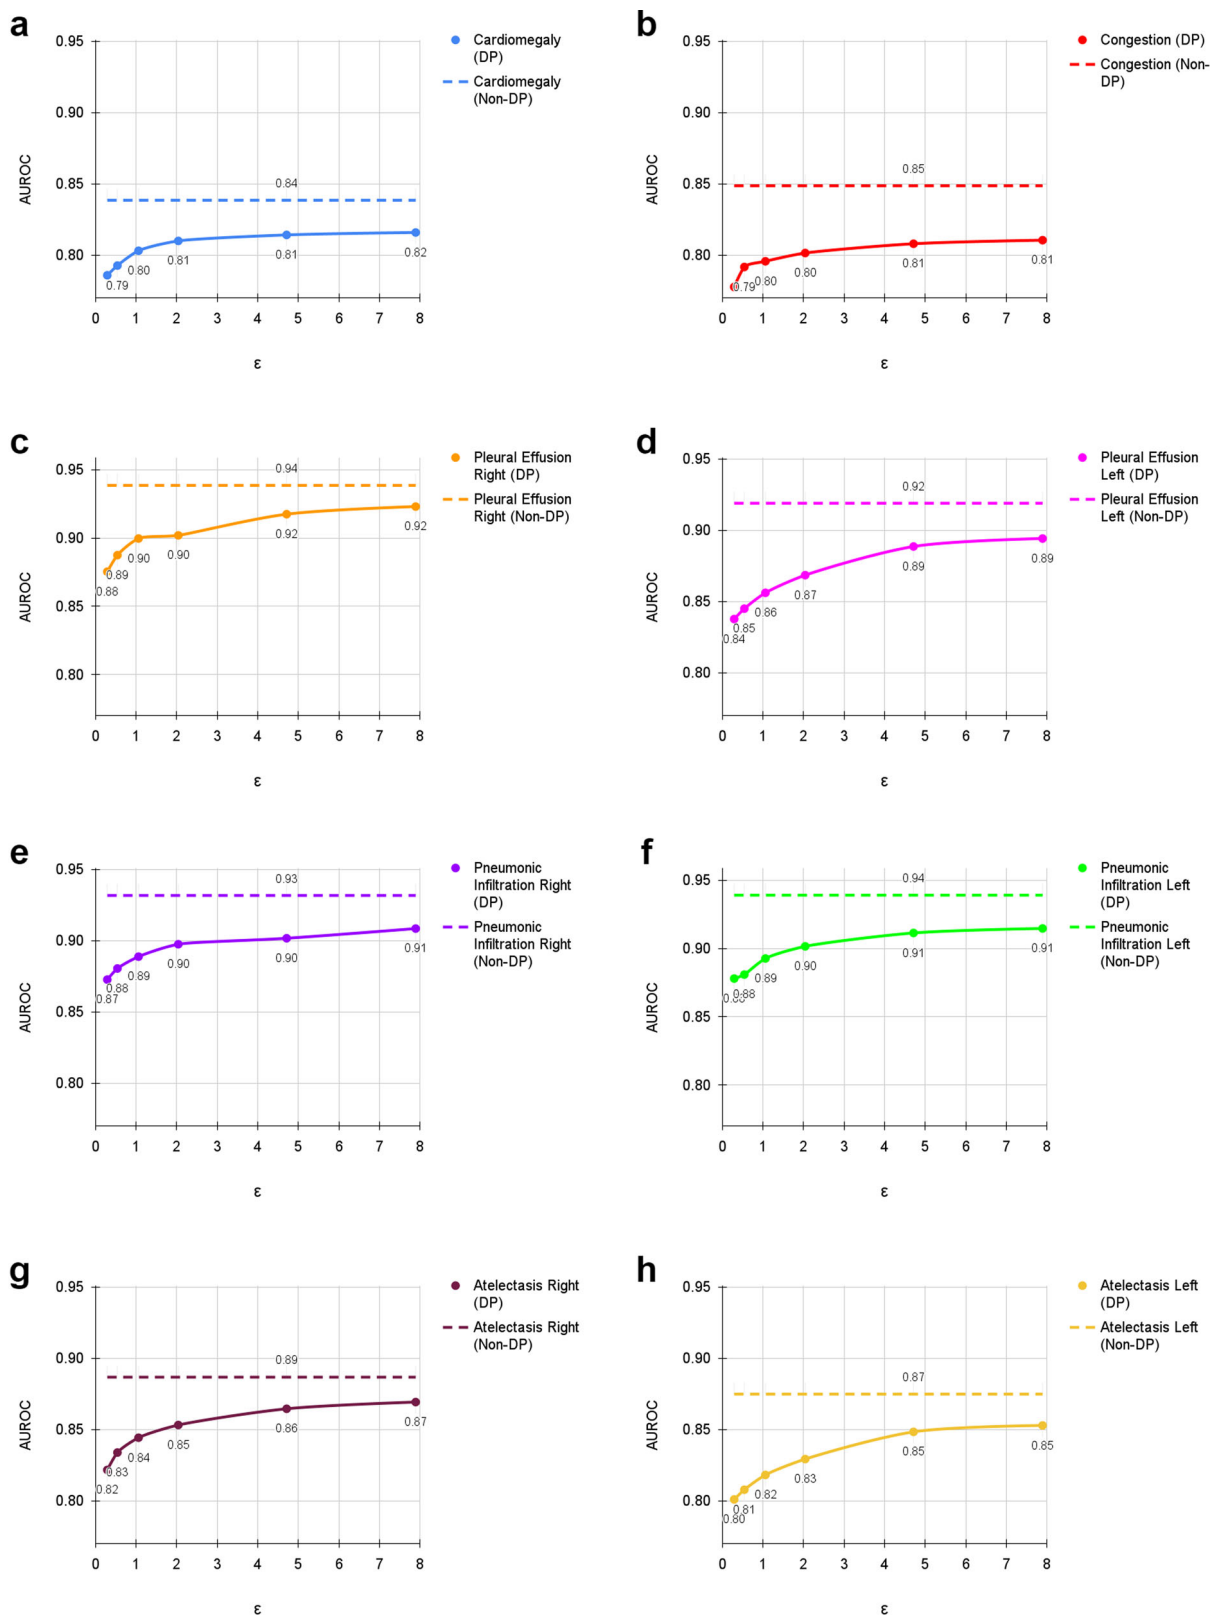 a
0.95
0.90
0.85
0.80
AUROC
0.84
0.79
0.80
0.81
0.81
0.82
0 1 2 3 4 5 6 7 8
ε
Cardiomegaly
(DP)
Cardiomegaly
(Non-DP)
b
0.95
0.90
0.85
0.80
AUROC
0.85
0.79
0.80
0.80
0.81
0.81
0 1 2 3 4 5 6 7 8
ε
Congestion (DP)
Congestion (Non-
DP)
c
0.95
0.90
0.85
0.80
AUROC
0.94
0.88
0.89
0.90
0.90
0.92
0.92
0 1 2 3 4 5 6 7 8
ε
Pleural Effusion
Right (DP)
Pleural Effusion
Right (Non-DP)
d
0.95
0.90
0.85
0.80
AUROC
0.92
0.84
0.85
0.86
0.87
0.89
0.89
0 1 2 3 4 5 6 7 8
ε
Pleural Effusion
Left (DP)
Pleural Effusion
Left (Non-DP)
e
0.95
0.90
0.85
0.80
AUROC
0.93
0.87
0.88
0.89
0.90
0.90
0.91
0 1 2 3 4 5 6 7 8
ε
Pneumonic
Infiltration Right
(DP)
Pneumonic
Infiltration Right
(Non-DP)
f
0.95
0.90
0.85
0.80
AUROC
0.94
0.88
0.89
0.90
0.91
0.91
0 1 2 3 4 5 6 7 8
ε
Pneumonic
Infiltration Left
(DP)
Pneumonic
Infiltration Left
(Non-DP)
g
0.95
0.90
0.85
0.80
AUROC
0.89
0.82
0.83
0.84
0.85
0.86
0.87
0 1 2 3 4 5 6 7 8
ε
Atelectasis Right
(DP)
Atelectasis Right
(Non-DP)
h
0.95
0.90
0.85
0.80
AUROC
0.87
0.80
0.81
0.82
0.83
0.85
0.85
0 1 2 3 4 5 6 7 8
ε
Atelectasis Left
(DP)
Atelectasis Left
(Non-DP)